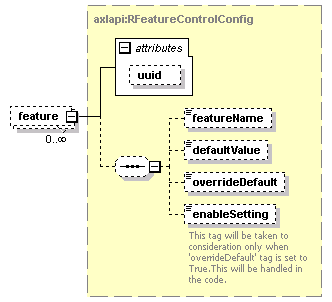 axlapi:RFeatureControlConfig
attributes
uuid
feature
0..∞
featureName
defaultValue
overrideDefault
enableSetting
This tag will be taken to
consideration only when
'overrideDefault' tag is set to
True.This will be handled in
the code.